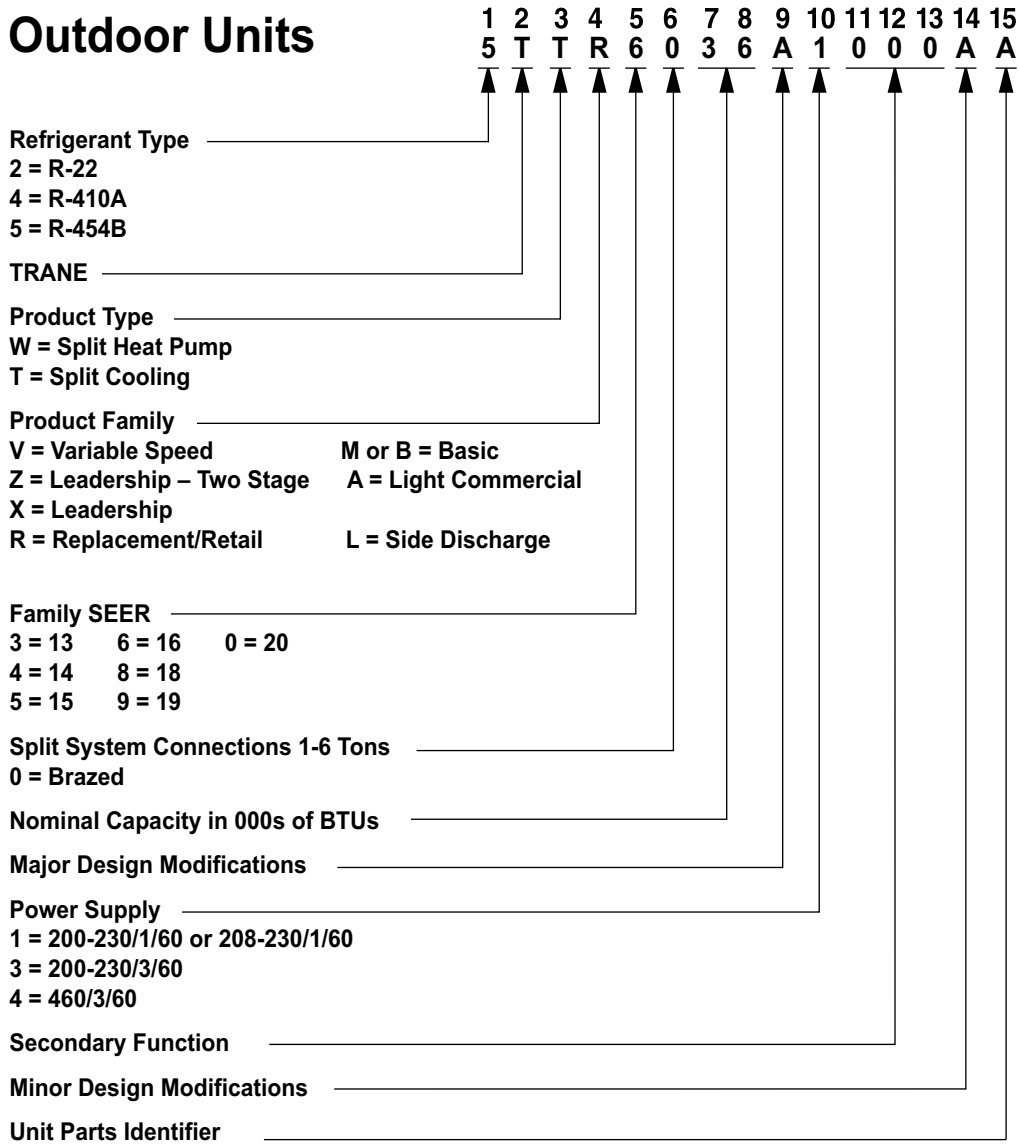 Outdoor Units
1 2 3 4 5 6 7 8 9 10 11 12 13 14 15
5 T T R 6 0 3 6 A 1 0 0 0 A A
Refrigerant Type
2 = R-22
4 = R-410A
5 = R-454B
TRANE
Product Type
W = Split Heat Pump
T = Split Cooling
Product Family
V = Variable Speed M or B = Basic
Z = Leadership – Two Stage A = Light Commercial
X = Leadership
R = Replacement/Retail L = Side Discharge
Family SEER
3 = 13 6 = 16 0 = 20
4 = 14 8 = 18
5 = 15 9 = 19
Split System Connections 1-6 Tons
0 = Brazed
Nominal Capacity in 000s of BTUs
Major Design Modifications
Power Supply
1 = 200-230/1/60 or 208-230/1/60
3 = 200-230/3/60
4 = 460/3/60
Secondary Function
Minor Design Modifications
Unit Parts Identifier